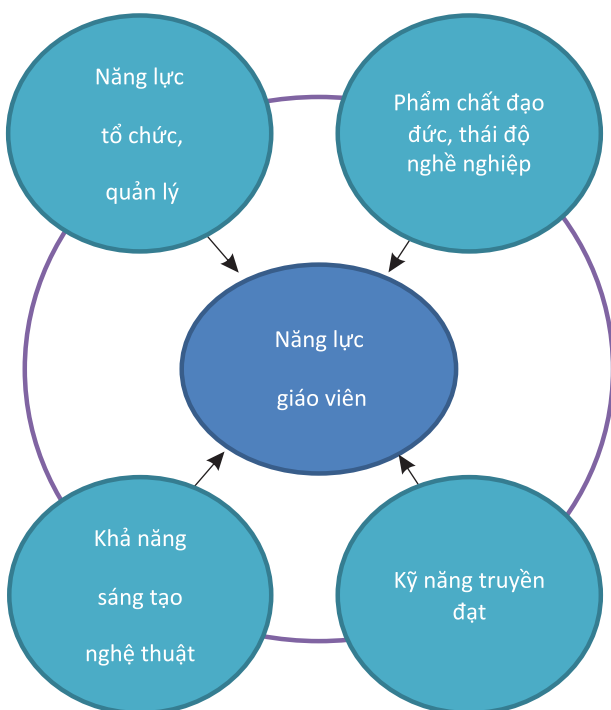 Năng lực
tổ chức,
quản lý
Phẩm chất đạo
đức, thái độ
nghề nghiệp
Năng lực
giáo viên
Khả năng
sáng tạo
nghệ thuật
Kỹ năng truyền
đạt